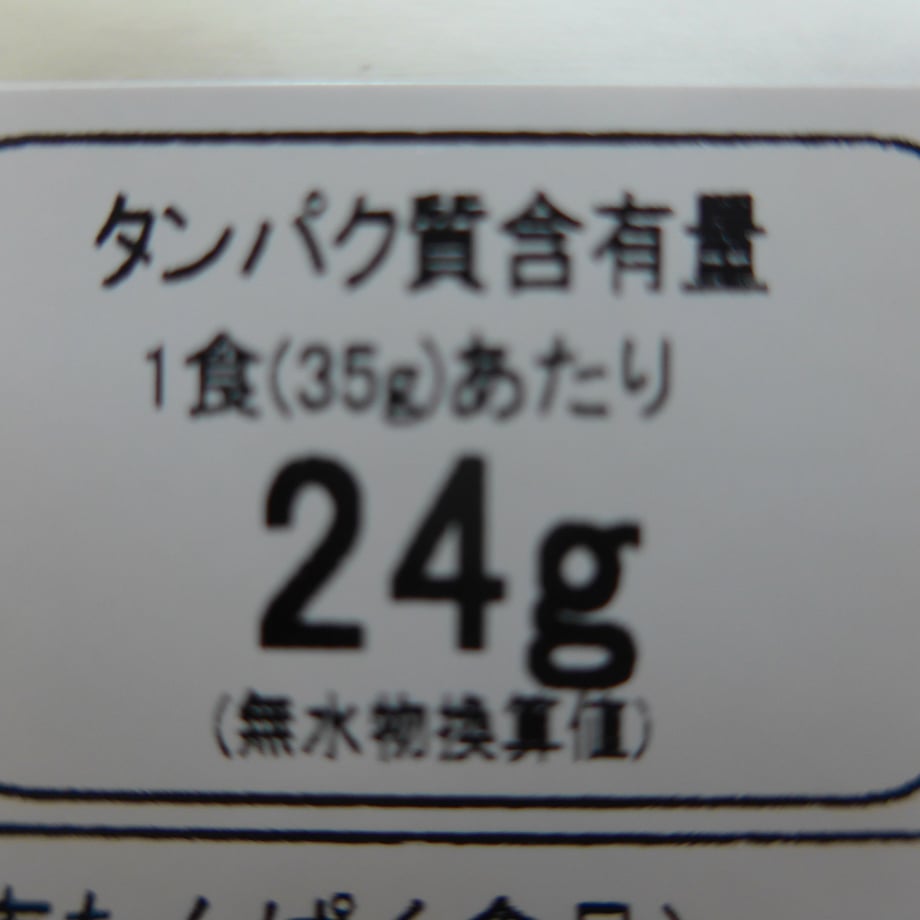 タンパク質含有量
1食(35g)あたり
24g
(無水物換算値)